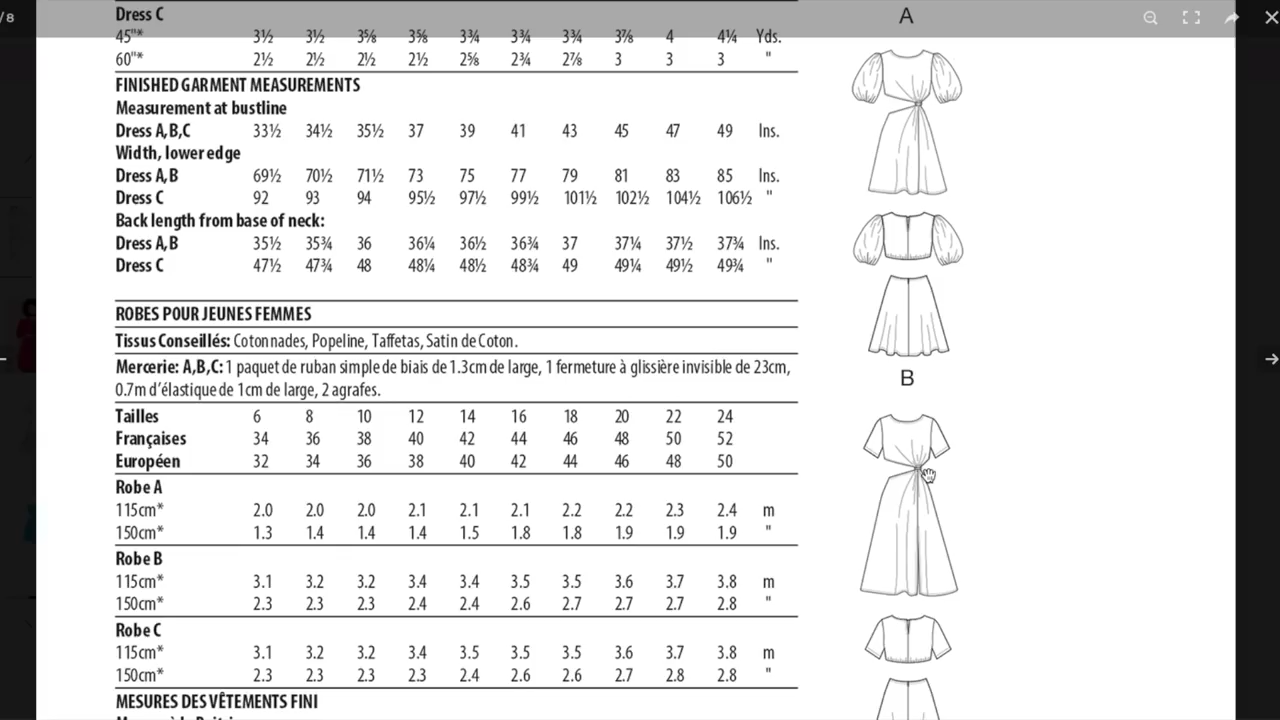 /8
Dress C
45"* 3½ 3½ 3⅝ 3⅝ 3¾ 3¾ 3¾ 3⅞ 4 4¼ Yds.
60"* 2½ 2½ 2½ 2½ 2⅝ 2¾ 2⅞ 3 3 3 "
FINISHED GARMENT MEASUREMENTS
Measurement at bustline
Dress A,B,C 33½ 34½ 35½ 37 39 41 43 45 47 49 Ins.
Width, lower edge
Dress A,B 69½ 70½ 71½ 73 75 77 79 81 83 85 Ins.
Dress C 92 93 94 95½ 97½ 99½ 101½ 102½ 104½ 106½ "
Back length from base of neck:
Dress A,B 35½ 35¾ 36 36¼ 36½ 36¾ 37 37¼ 37½ 37¾ Ins.
Dress C 47½ 47¾ 48 48¼ 48½ 48¾ 49 49¼ 49½ 49¾ "
ROBES POUR JEUNES FEMMES
Tissus Conseillés: Cotonnades, Popeline, Taffetas, Satin de Coton.
Mercerie: A,B,C: 1 paquet de ruban simple de biais de 1.3cm de large, 1 fermeture à glissière invisible de 23cm,
0.7m d'élastique de 1cm de large, 2 agrafes.
Tailles 6 8 10 12 14 16 18 20 22 24
Françaises 34 36 38 40 42 44 46 48 50 52
Européen 32 34 36 38 40 42 44 46 48 50
Robe A
115cm* 2.0 2.0 2.0 2.1 2.1 2.1 2.2 2.2 2.3 2.4 m
150cm* 1.3 1.4 1.4 1.4 1.5 1.8 1.8 1.9 1.9 1.9 "
Robe B
115cm* 3.1 3.2 3.2 3.4 3.4 3.5 3.5 3.6 3.7 3.8 m
150cm* 2.3 2.3 2.3 2.4 2.4 2.6 2.7 2.7 2.7 2.8 "
Robe C
115cm* 3.1 3.2 3.2 3.4 3.5 3.5 3.5 3.6 3.7 3.8 m
150cm* 2.3 2.3 2.3 2.3 2.4 2.6 2.6 2.7 2.8 2.8 "
MESURES DES VÊTEMENTS FINI
A
B